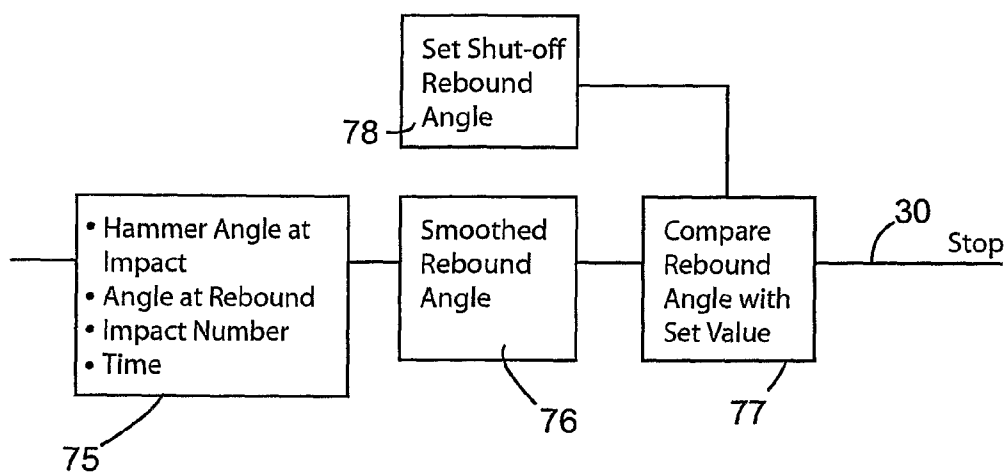 Set Shut-off
Rebound
Angle
78
• Hammer Angle at
Impact
• Angle at Rebound
• Impact Number
• Time
75
Smoothed
Rebound
Angle
76
Compare
Rebound
Angle with
Set Value
77
30
Stop